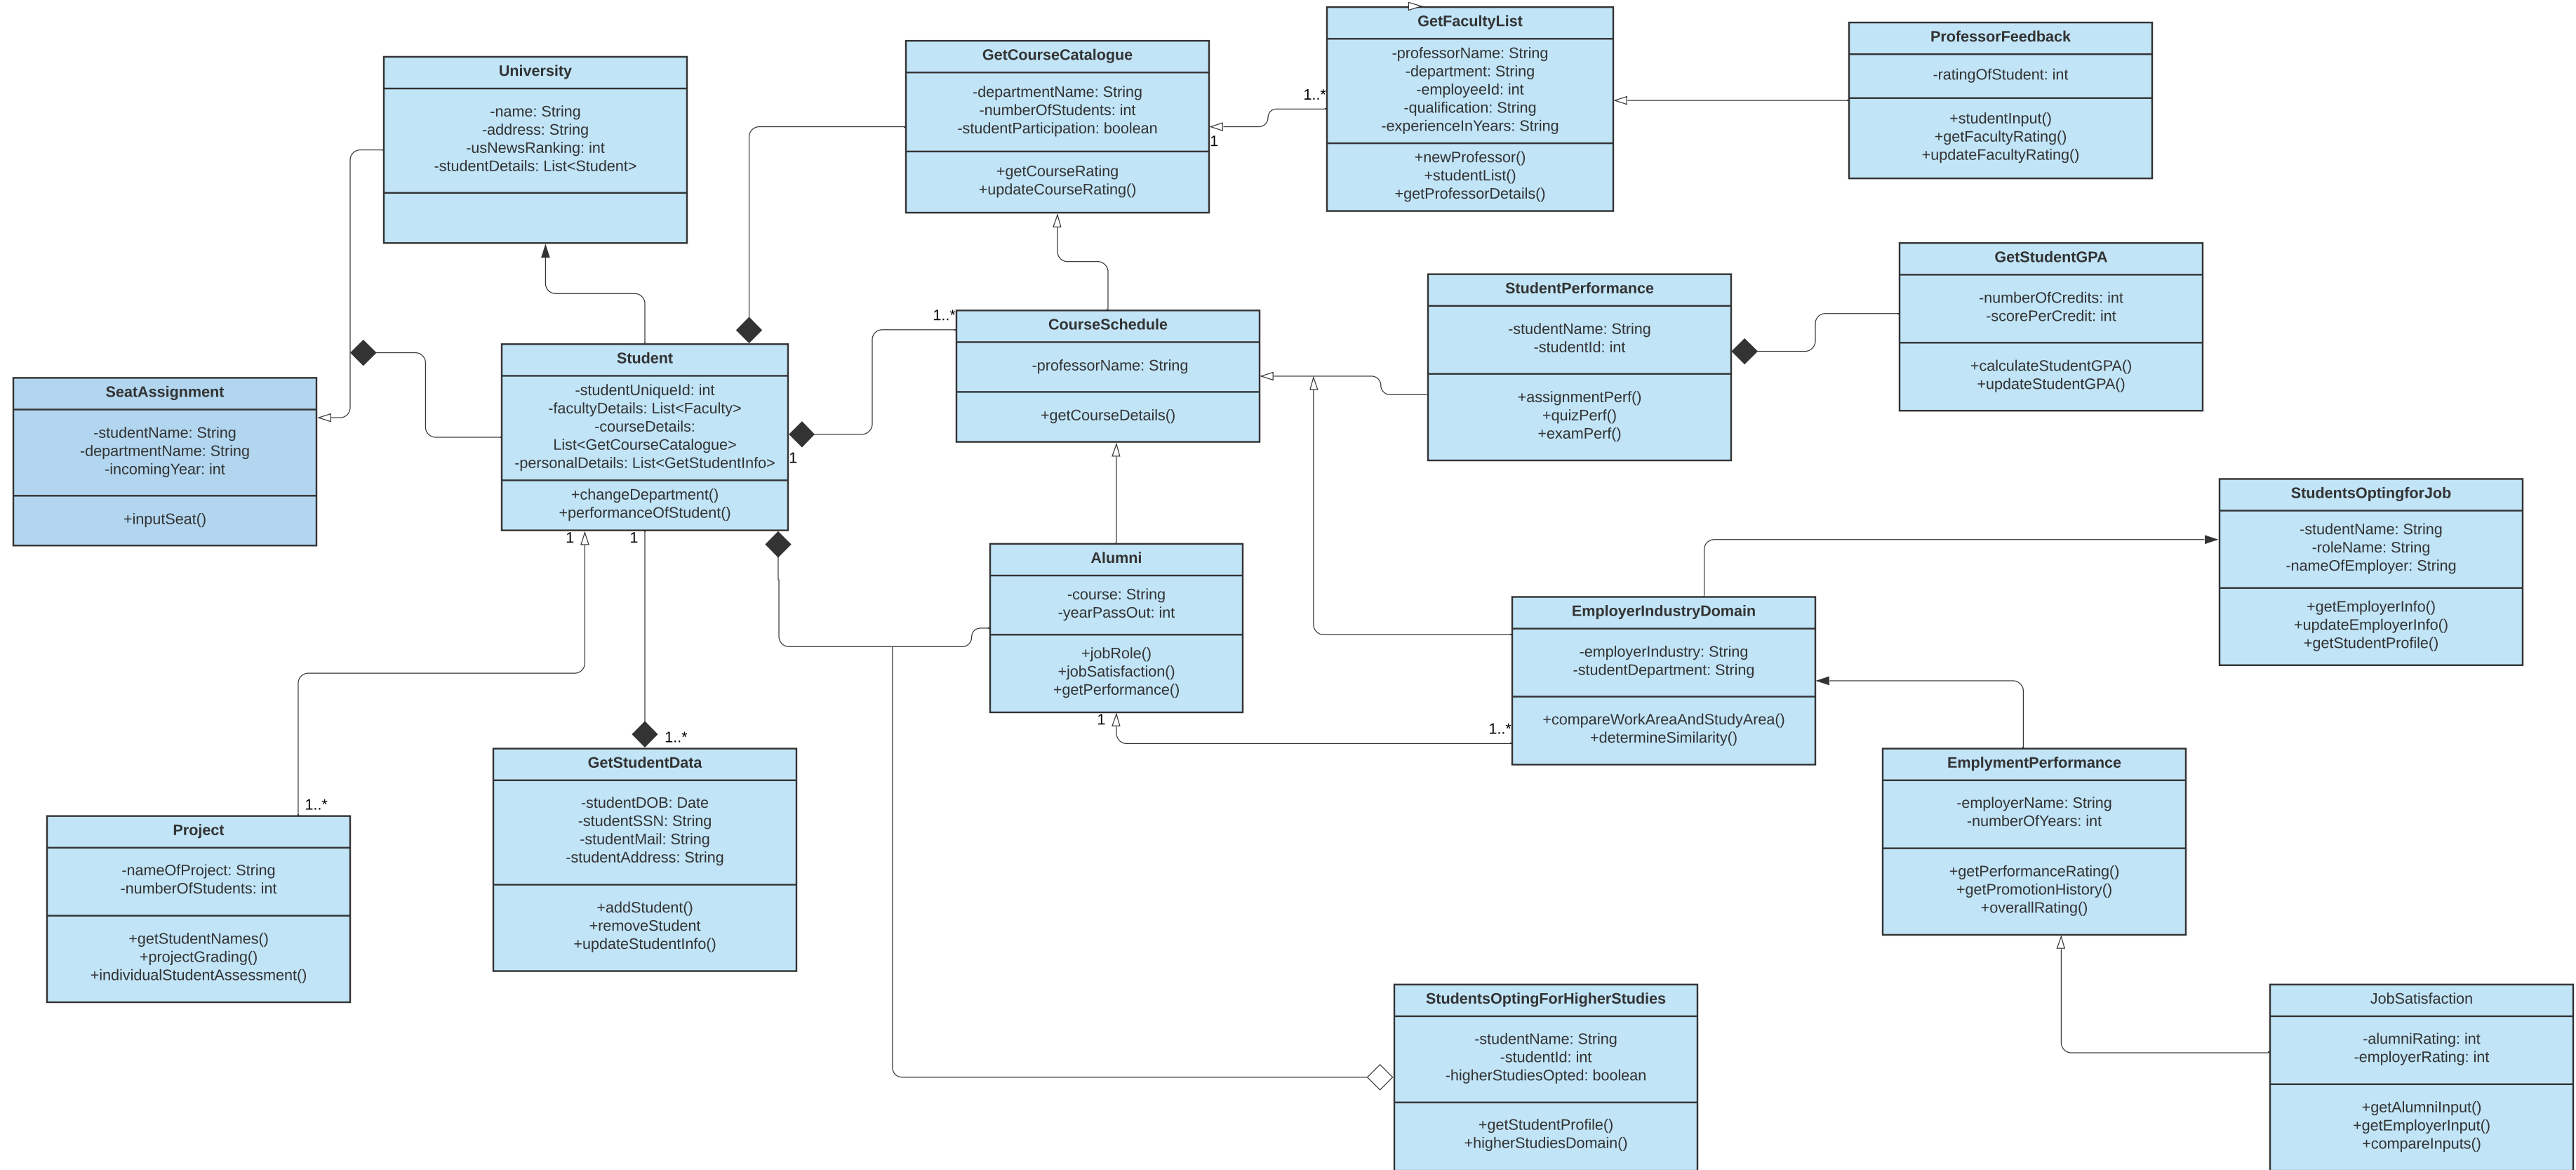 University
-name: String
-address: String
-usNewsRanking: int
-studentDetails: List<Student>
GetCourseCatalogue
-departmentName: String
-numberOfStudents: int
-studentParticipation: boolean
+getCourseRating
+updateCourseRating()
1
1..*
GetFacultyList
-professorName: String
-department: String
-employeeId: int
-qualification: String
-experienceInYears: String
+newProfessor()
+studentList()
+getProfessorDetails()
ProfessorFeedback
-ratingOfStudent: int
+studentInput()
+getFacultyRating()
+updateFacultyRating()
SeatAssignment
-studentName: String
-departmentName: String
-incomingYear: int
+inputSeat()
Student
-studentUniqueId: int
-facultyDetails: List<Faculty>
-courseDetails:
List<GetCourseCatalogue>
-personalDetails: List<GetStudentInfo>
+changeDepartment()
+performanceOfStudent()
1
1
1
1..*
CourseSchedule
-professorName: String
+getCourseDetails()
StudentPerformance
-studentName: String
-studentId: int
+assignmentPerf()
+quizPerf()
+examPerf()
GetStudentGPA
-numberOfCredits: int
-scorePerCredit: int
+calculateStudentGPA()
+updateStudentGPA()
Alumni
-course: String
-yearPassOut: int
+jobRole()
+jobSatisfaction()
+getPerformance()
1
1..*
EmployerIndustryDomain
-employerIndustry: String
-studentDepartment: String
+compareWorkAreaAndStudyArea()
+determineSimilarity()
StudentsOptingforJob
-studentName: String
-roleName: String
-nameOfEmployer: String
+getEmployerInfo()
+updateEmployerInfo()
+getStudentProfile()
1..*
Project
-nameOfProject: String
-numberOfStudents: int
+getStudentNames()
+projectGrading()
+individualStudentAssessment()
1..*
GetStudentData
-studentDOB: Date
-studentSSN: String
-studentMail: String
-studentAddress: String
+addStudent()
+removeStudent
+updateStudentInfo()
EmplymentPerformance
-employerName: String
-numberOfYears: int
+getPerformanceRating()
+getPromotionHistory()
+overallRating()
StudentsOptingForHigherStudies
-studentName: String
-studentId: int
-higherStudiesOpted: boolean
+getStudentProfile()
+higherStudiesDomain()
JobSatisfaction
-alumniRating: int
-employerRating: int
+getAlumniInput()
+getEmployerInput()
+compareInputs()